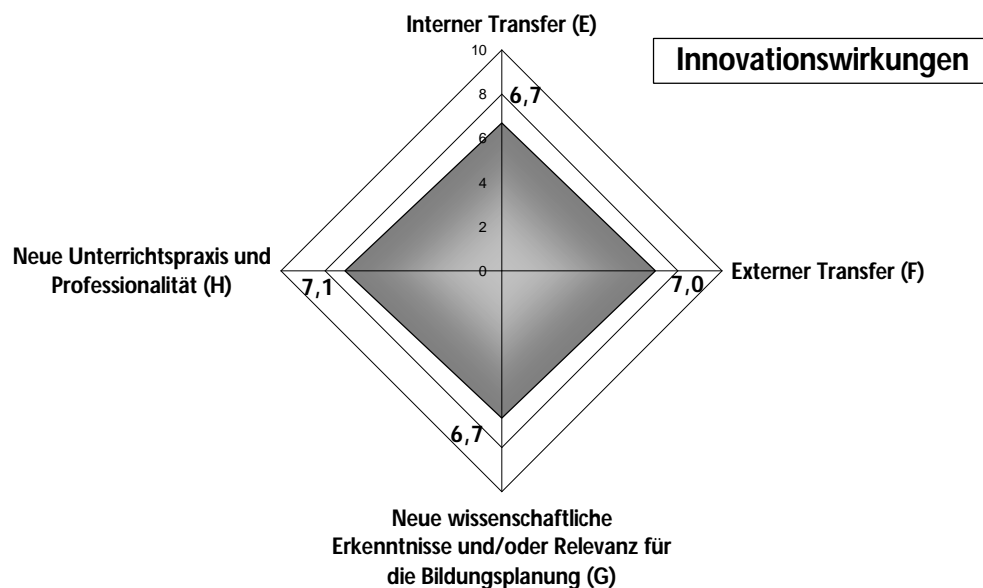 Interner Transfer (E)
Innovationswirkungen
10
8
6,7
6
4
2
0
Neue Unterrichtspraxis und
Professionalität (H)
7,1
7,0
Externer Transfer (F)
6,7
Neue wissenschaftliche
Erkenntnisse und/oder Relevanz für
die Bildungsplanung (G)